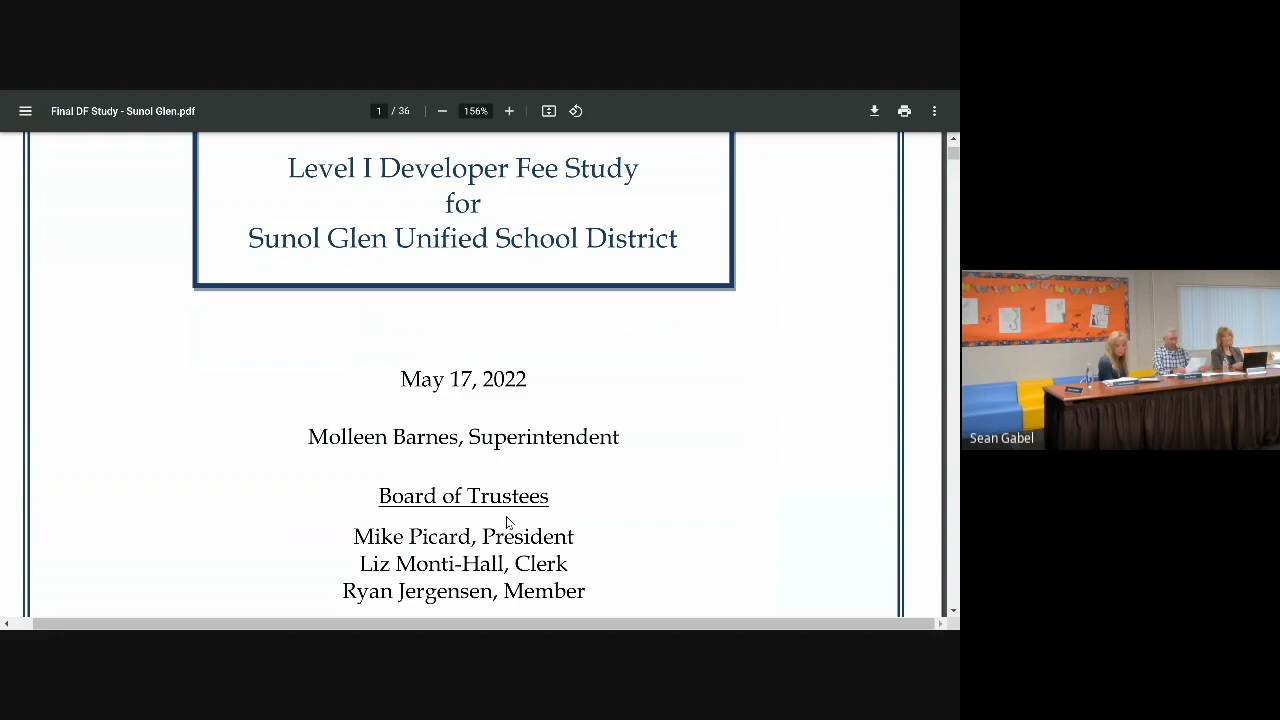 Final DF Study - Sunol Glen.pdf
1 / 36
156%
Level I Developer Fee Study
for
Sunol Glen Unified School District
May 17, 2022
Molleen Barnes, Superintendent
Board of Trustees
Mike Picard, President
Liz Monti-Hall, Clerk
Ryan Jergensen, Member
Sean Gabel